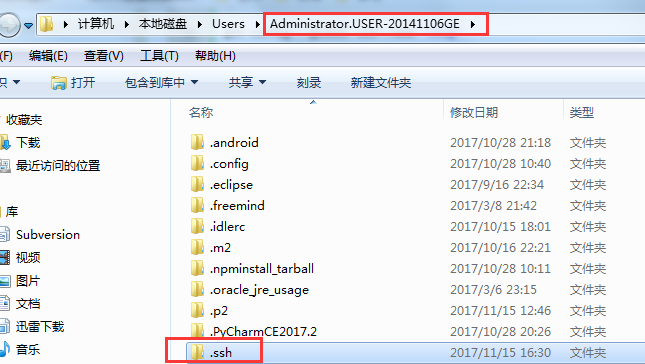 计算机 ▸ 本地磁盘 ▸ Users ▸ Administrator.USER-20141106GE ▸
(F) 编辑(E) 查看(V) 工具(T) 帮助(H)
打开 包含到库中 共享 刻录 新建文件夹
名称 修改日期 类型
收藏夹
下载
最近访问的位置
库
Subversion
视频
图片
文档
迅雷下载
音乐
.android 2017/10/28 21:18 文件夹
.config 2017/10/28 10:40 文件夹
.eclipse 2017/9/16 22:34 文件夹
.freemind 2017/3/8 21:42 文件夹
.idlerc 2017/10/15 18:01 文件夹
.m2 2017/10/16 22:21 文件夹
.npminstall_tarball 2017/10/28 10:11 文件夹
.oracle_jre_usage 2017/3/6 23:15 文件夹
.p2 2017/11/15 12:46 文件夹
.PyCharmCE2017.2 2017/10/28 20:26 文件夹
.ssh 2017/11/15 16:30 文件夹